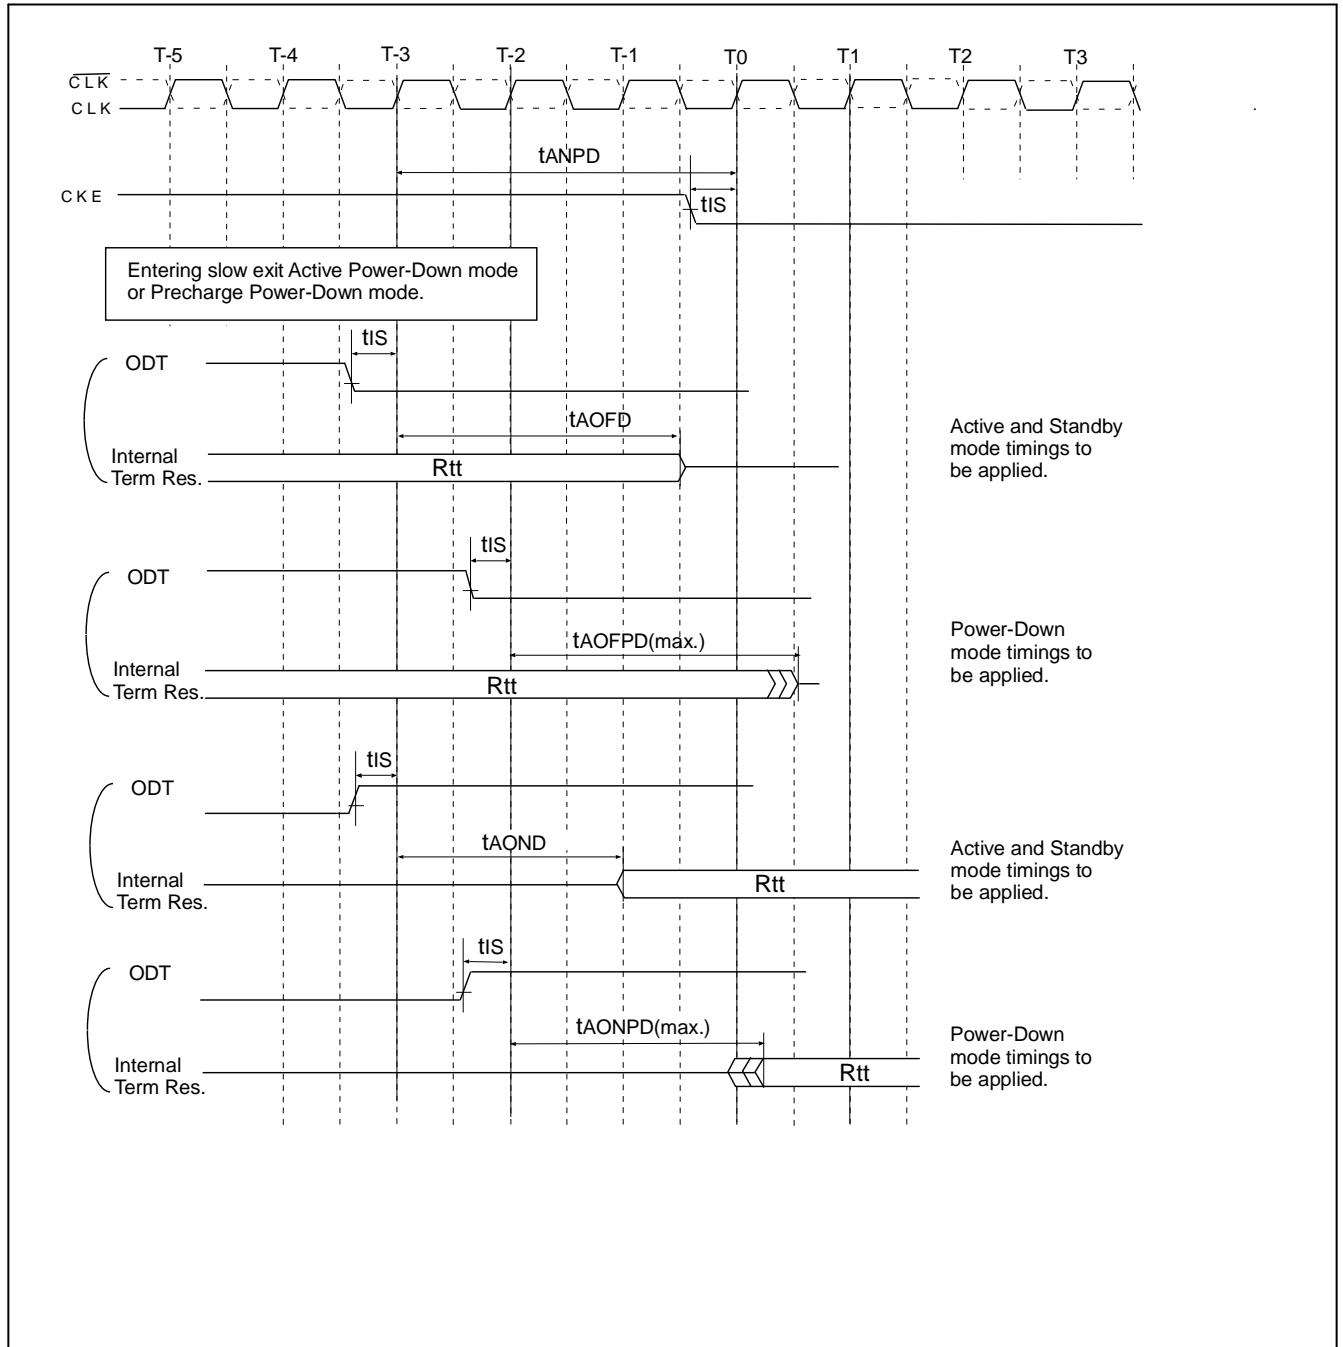 T-5 T-4 T-3 T-2 T-1 T0 T1 T2 T3
CLK
CLK
tANPD
CKE
tIS
Entering slow exit Active Power-Down mode
or Precharge Power-Down mode.
tIS
ODT
tAOFD
Internal
Term Res.
Rtt
Active and Standby
mode timings to
be applied.
tIS
ODT
tAOFPD(max.)
Internal
Term Res.
Rtt
Power-Down
mode timings to
be applied.
tIS
ODT
tAOND
Internal
Term Res.
Rtt
Active and Standby
mode timings to
be applied.
tIS
ODT
tAONPD(max.)
Internal
Term Res.
Rtt
Power-Down
mode timings to
be applied.